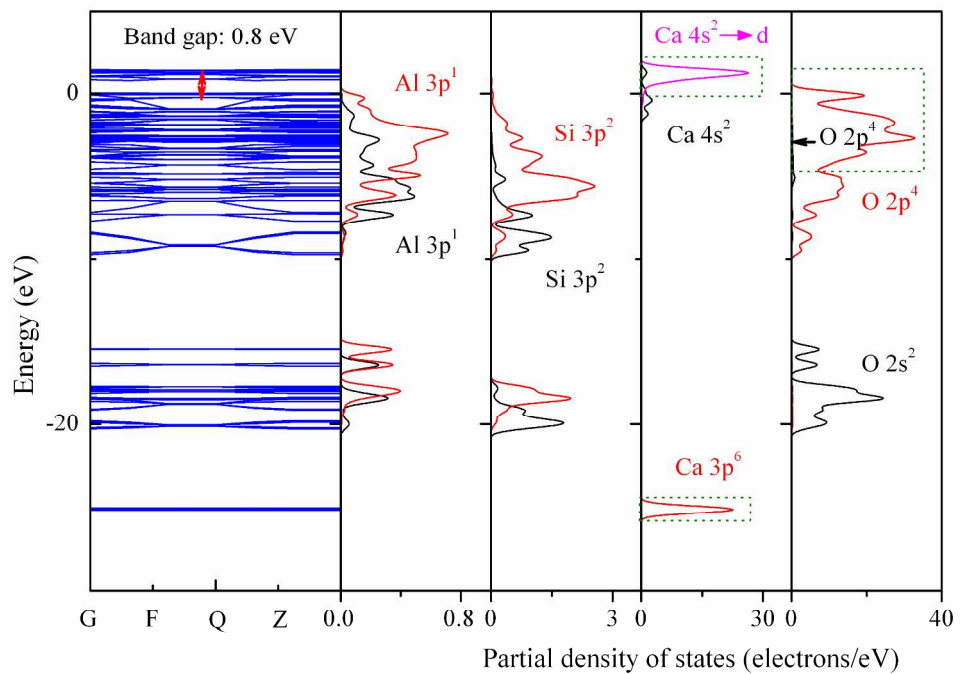 Band gap: 0.8 eV
Ca 4s² → d
Al 3p¹
Si 3p²
Ca 4s²
O 2p⁴
O 2p⁴
Al 3p¹
Si 3p²
O 2s²
Ca 3p⁶
Energy (eV)
0
-20
G F Q Z 0.0 0.8 0 3 0 30 0 40
Partial density of states (electrons/eV)